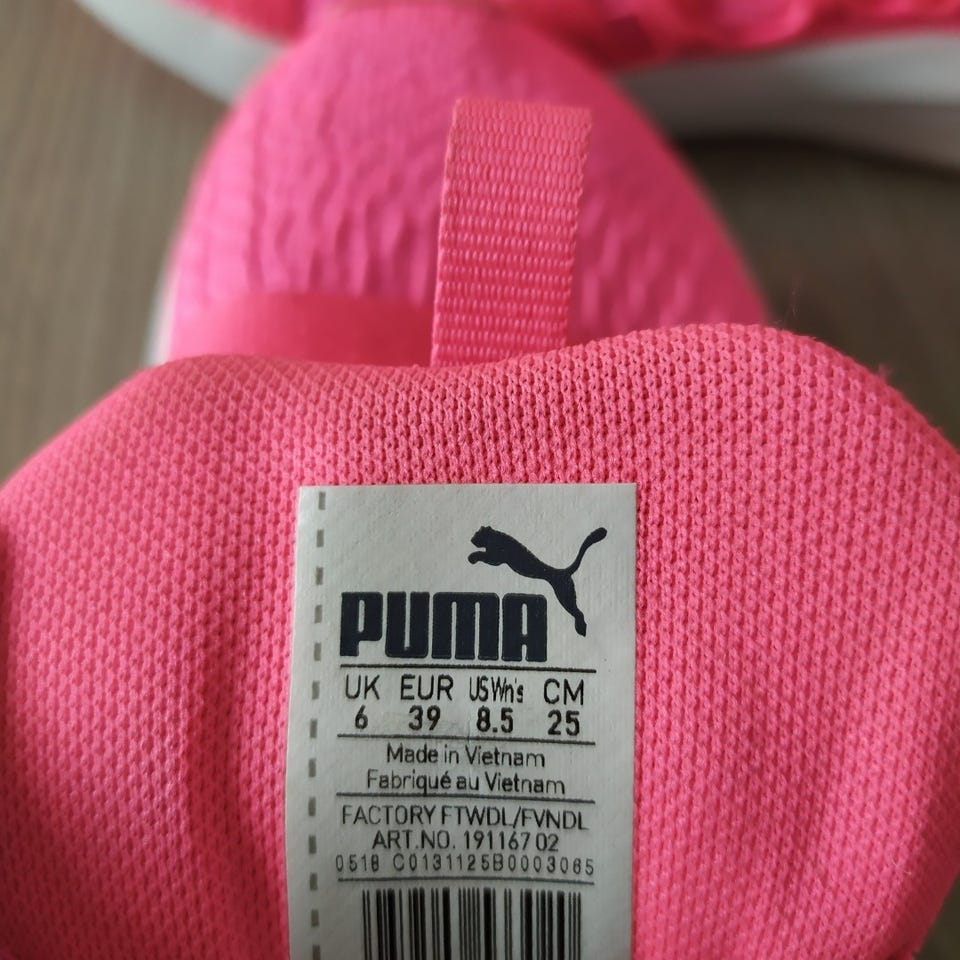 PUMA
UK EUR US Wn's CM
6 39 8.5 25
Made in Vietnam
Fabriqué au Vietnam
FACTORY FTWDL/FVNDL
ART.NO. 191167 02
0518 C0131125B0003065